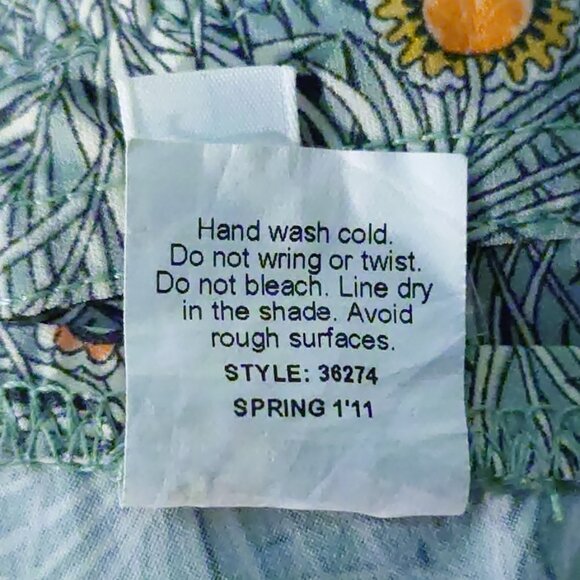 Hand wash cold.
Do not wring or twist.
Do not bleach. Line dry
in the shade. Avoid
rough surfaces.
STYLE: 36274
SPRING 1'11